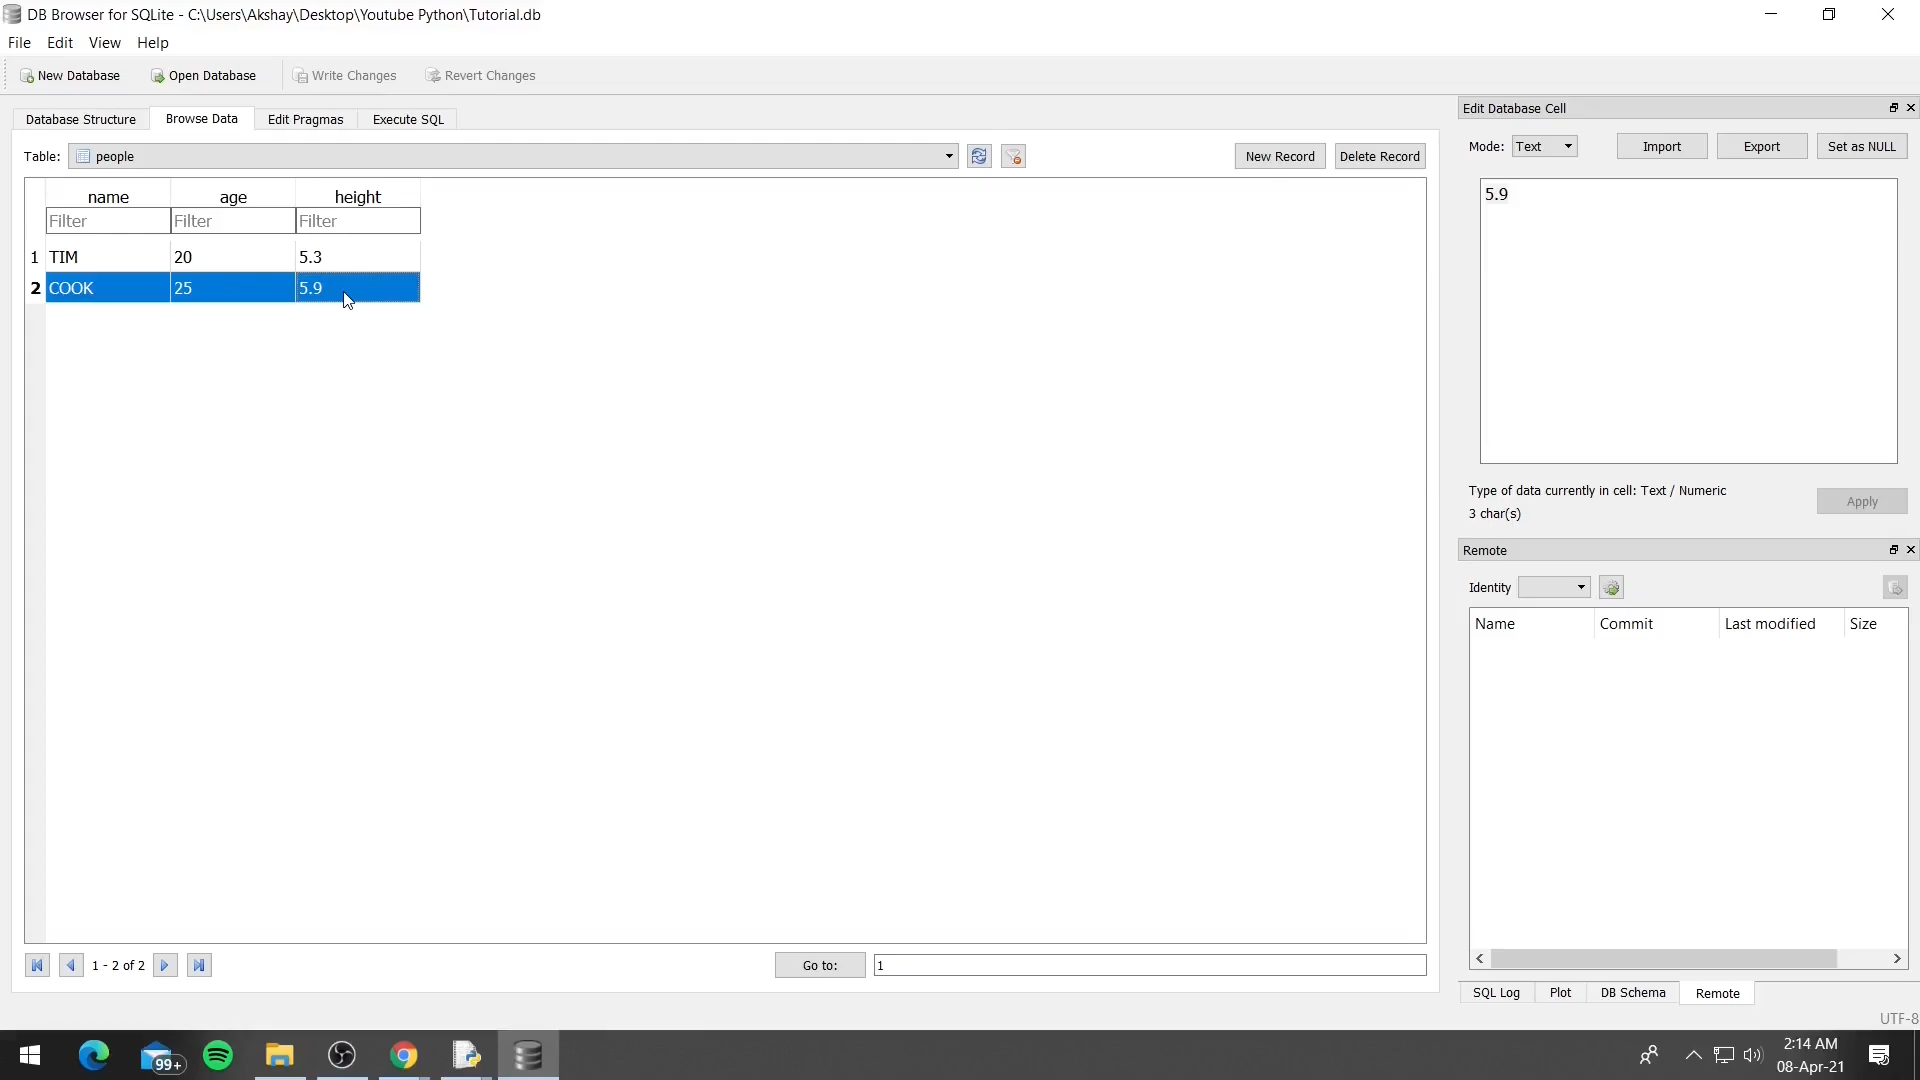 DB Browser for SQLite - C:\Users\Akshay\Desktop\Youtube Python\Tutorial.db
File Edit View Help
New Database Open Database Write Changes Revert Changes
Database Structure Browse Data Edit Pragmas Execute SQL
Table: people New Record Delete Record
name age height
Filter Filter Filter
1 TIM 20 5.3
2 COOK 25 5.9
1 - 2 of 2 Go to: 1
Edit Database Cell
Mode: Text Import Export Set as NULL
5.9
Type of data currently in cell: Text / Numeric
3 char(s)
Apply
Remote
Identity
Name Commit Last modified Size
SQL Log Plot DB Schema Remote
UTF-8
99+
2:14 AM
08-Apr-21